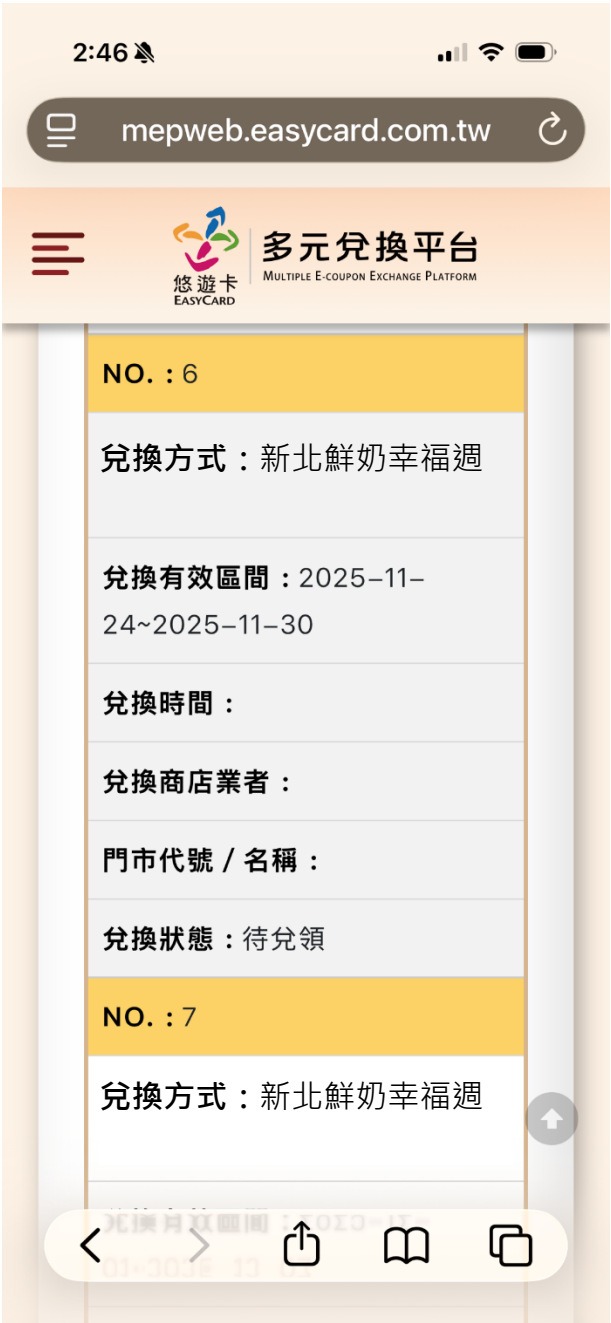 2:46
mepweb.easycard.com.tw
悠遊卡
EASYCARD
多元兌換平台
MULTIPLE E-COUPON EXCHANGE PLATFORM
NO.:6
兌換方式：新北鮮奶幸福週
兌換有效區間：2025-11-
24~2025-11-30
兌換時間：
兌換商店業者：
門市代號 / 名稱：
兌換狀態：待兌領
NO.:7
兌換方式：新北鮮奶幸福週